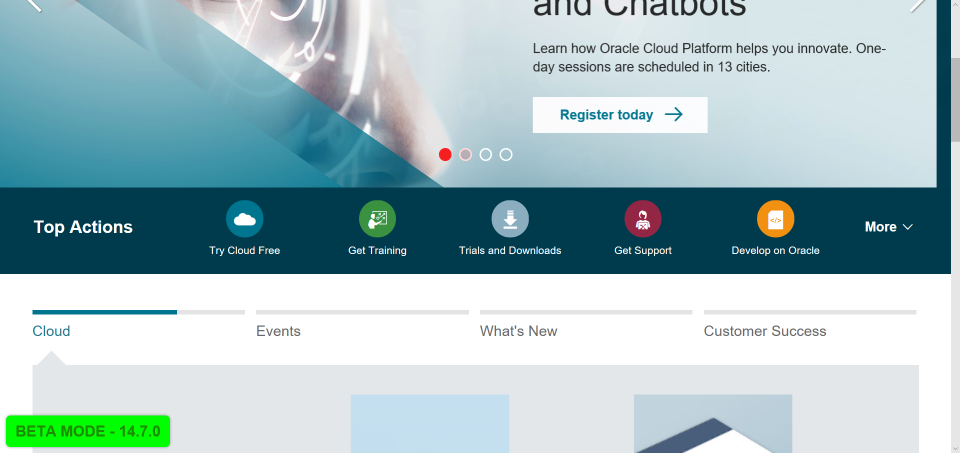 and Chatbots
Learn how Oracle Cloud Platform helps you innovate. One-
day sessions are scheduled in 13 cities.
Register today
Top Actions
Try Cloud Free
Get Training
Trials and Downloads
Get Support
</>
Develop on Oracle
More
Cloud
Events
What's New
Customer Success
BETA MODE - 14.7.0